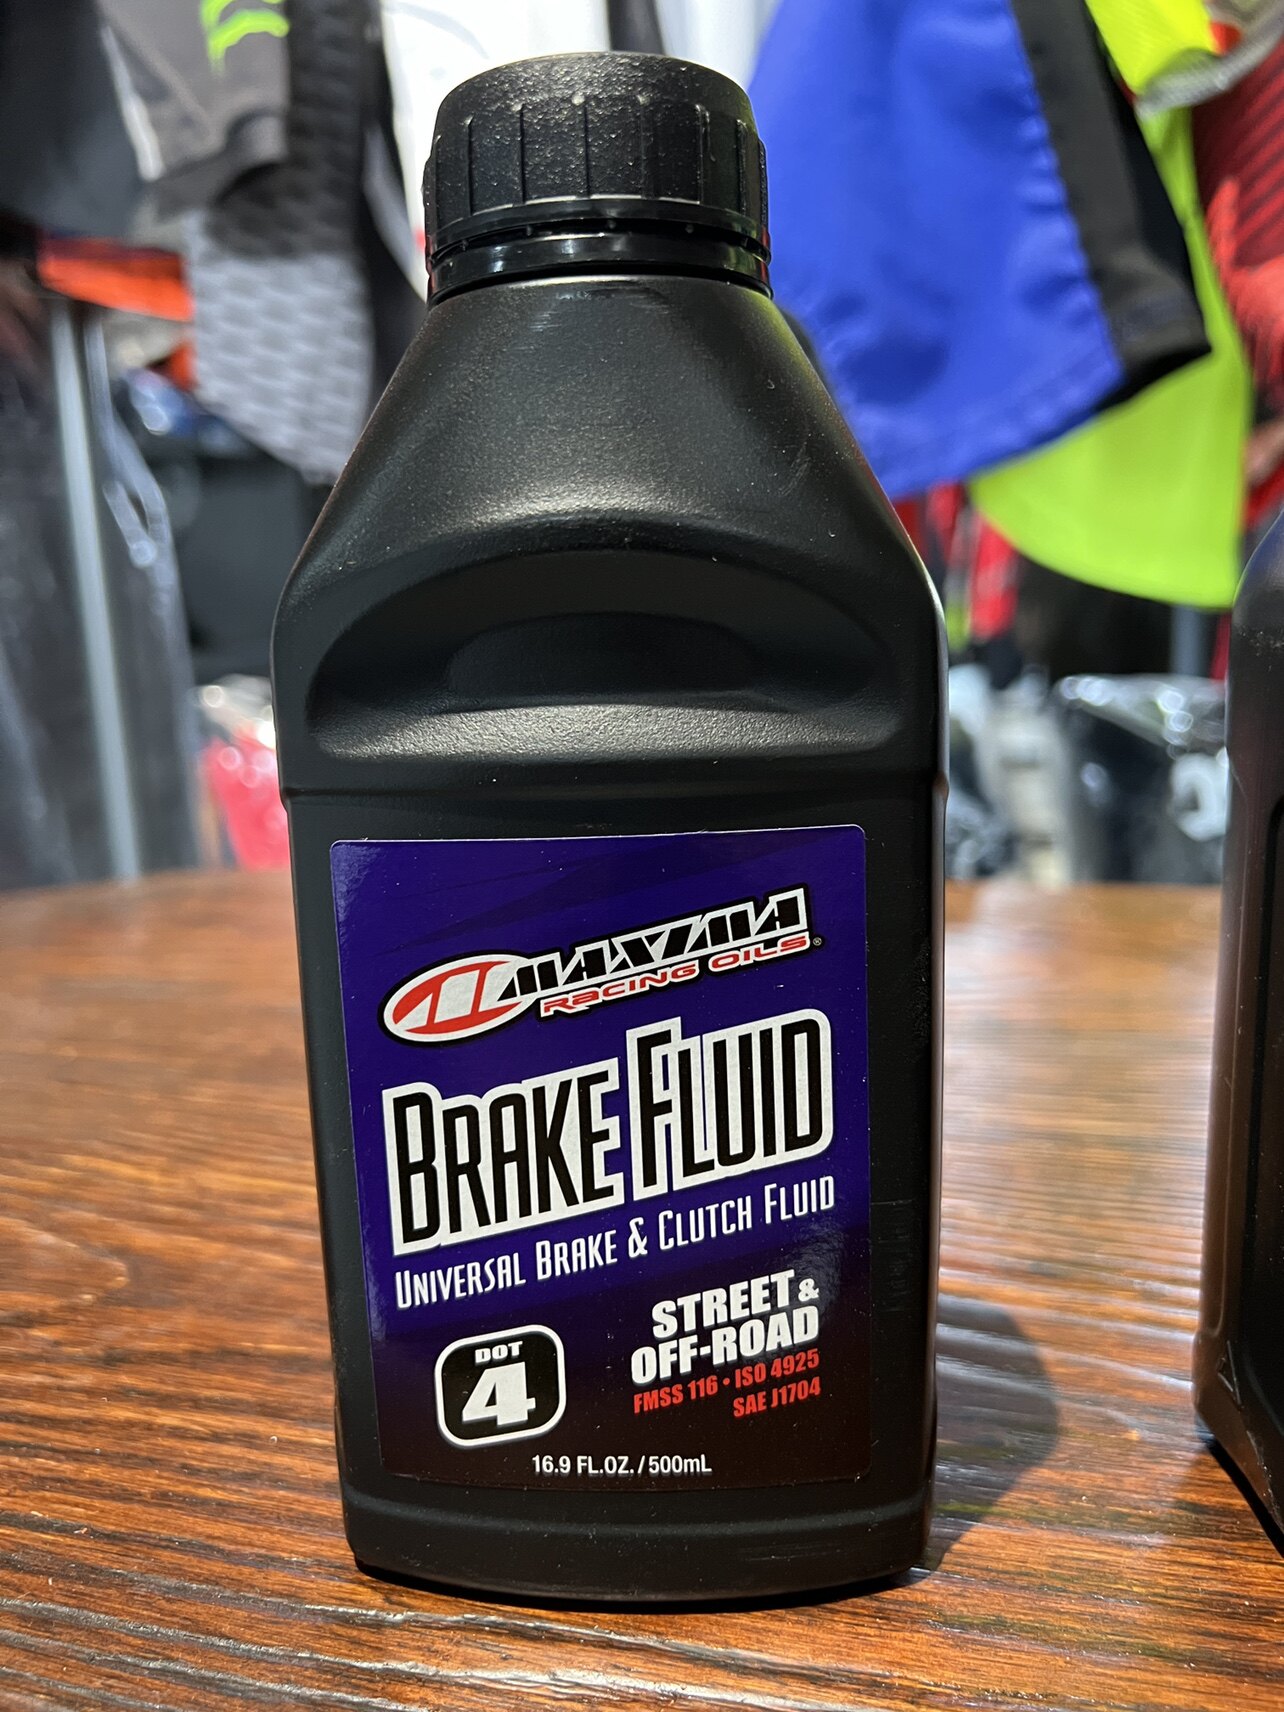 MAXIMA
RACING OILS®
BRAKE FLUID
UNIVERSAL BRAKE & CLUTCH FLUID
STREET &
OFF-ROAD
FMSS 116 • ISO 4925
SAE J1704
DOT
4
16.9 FL.OZ. / 500mL